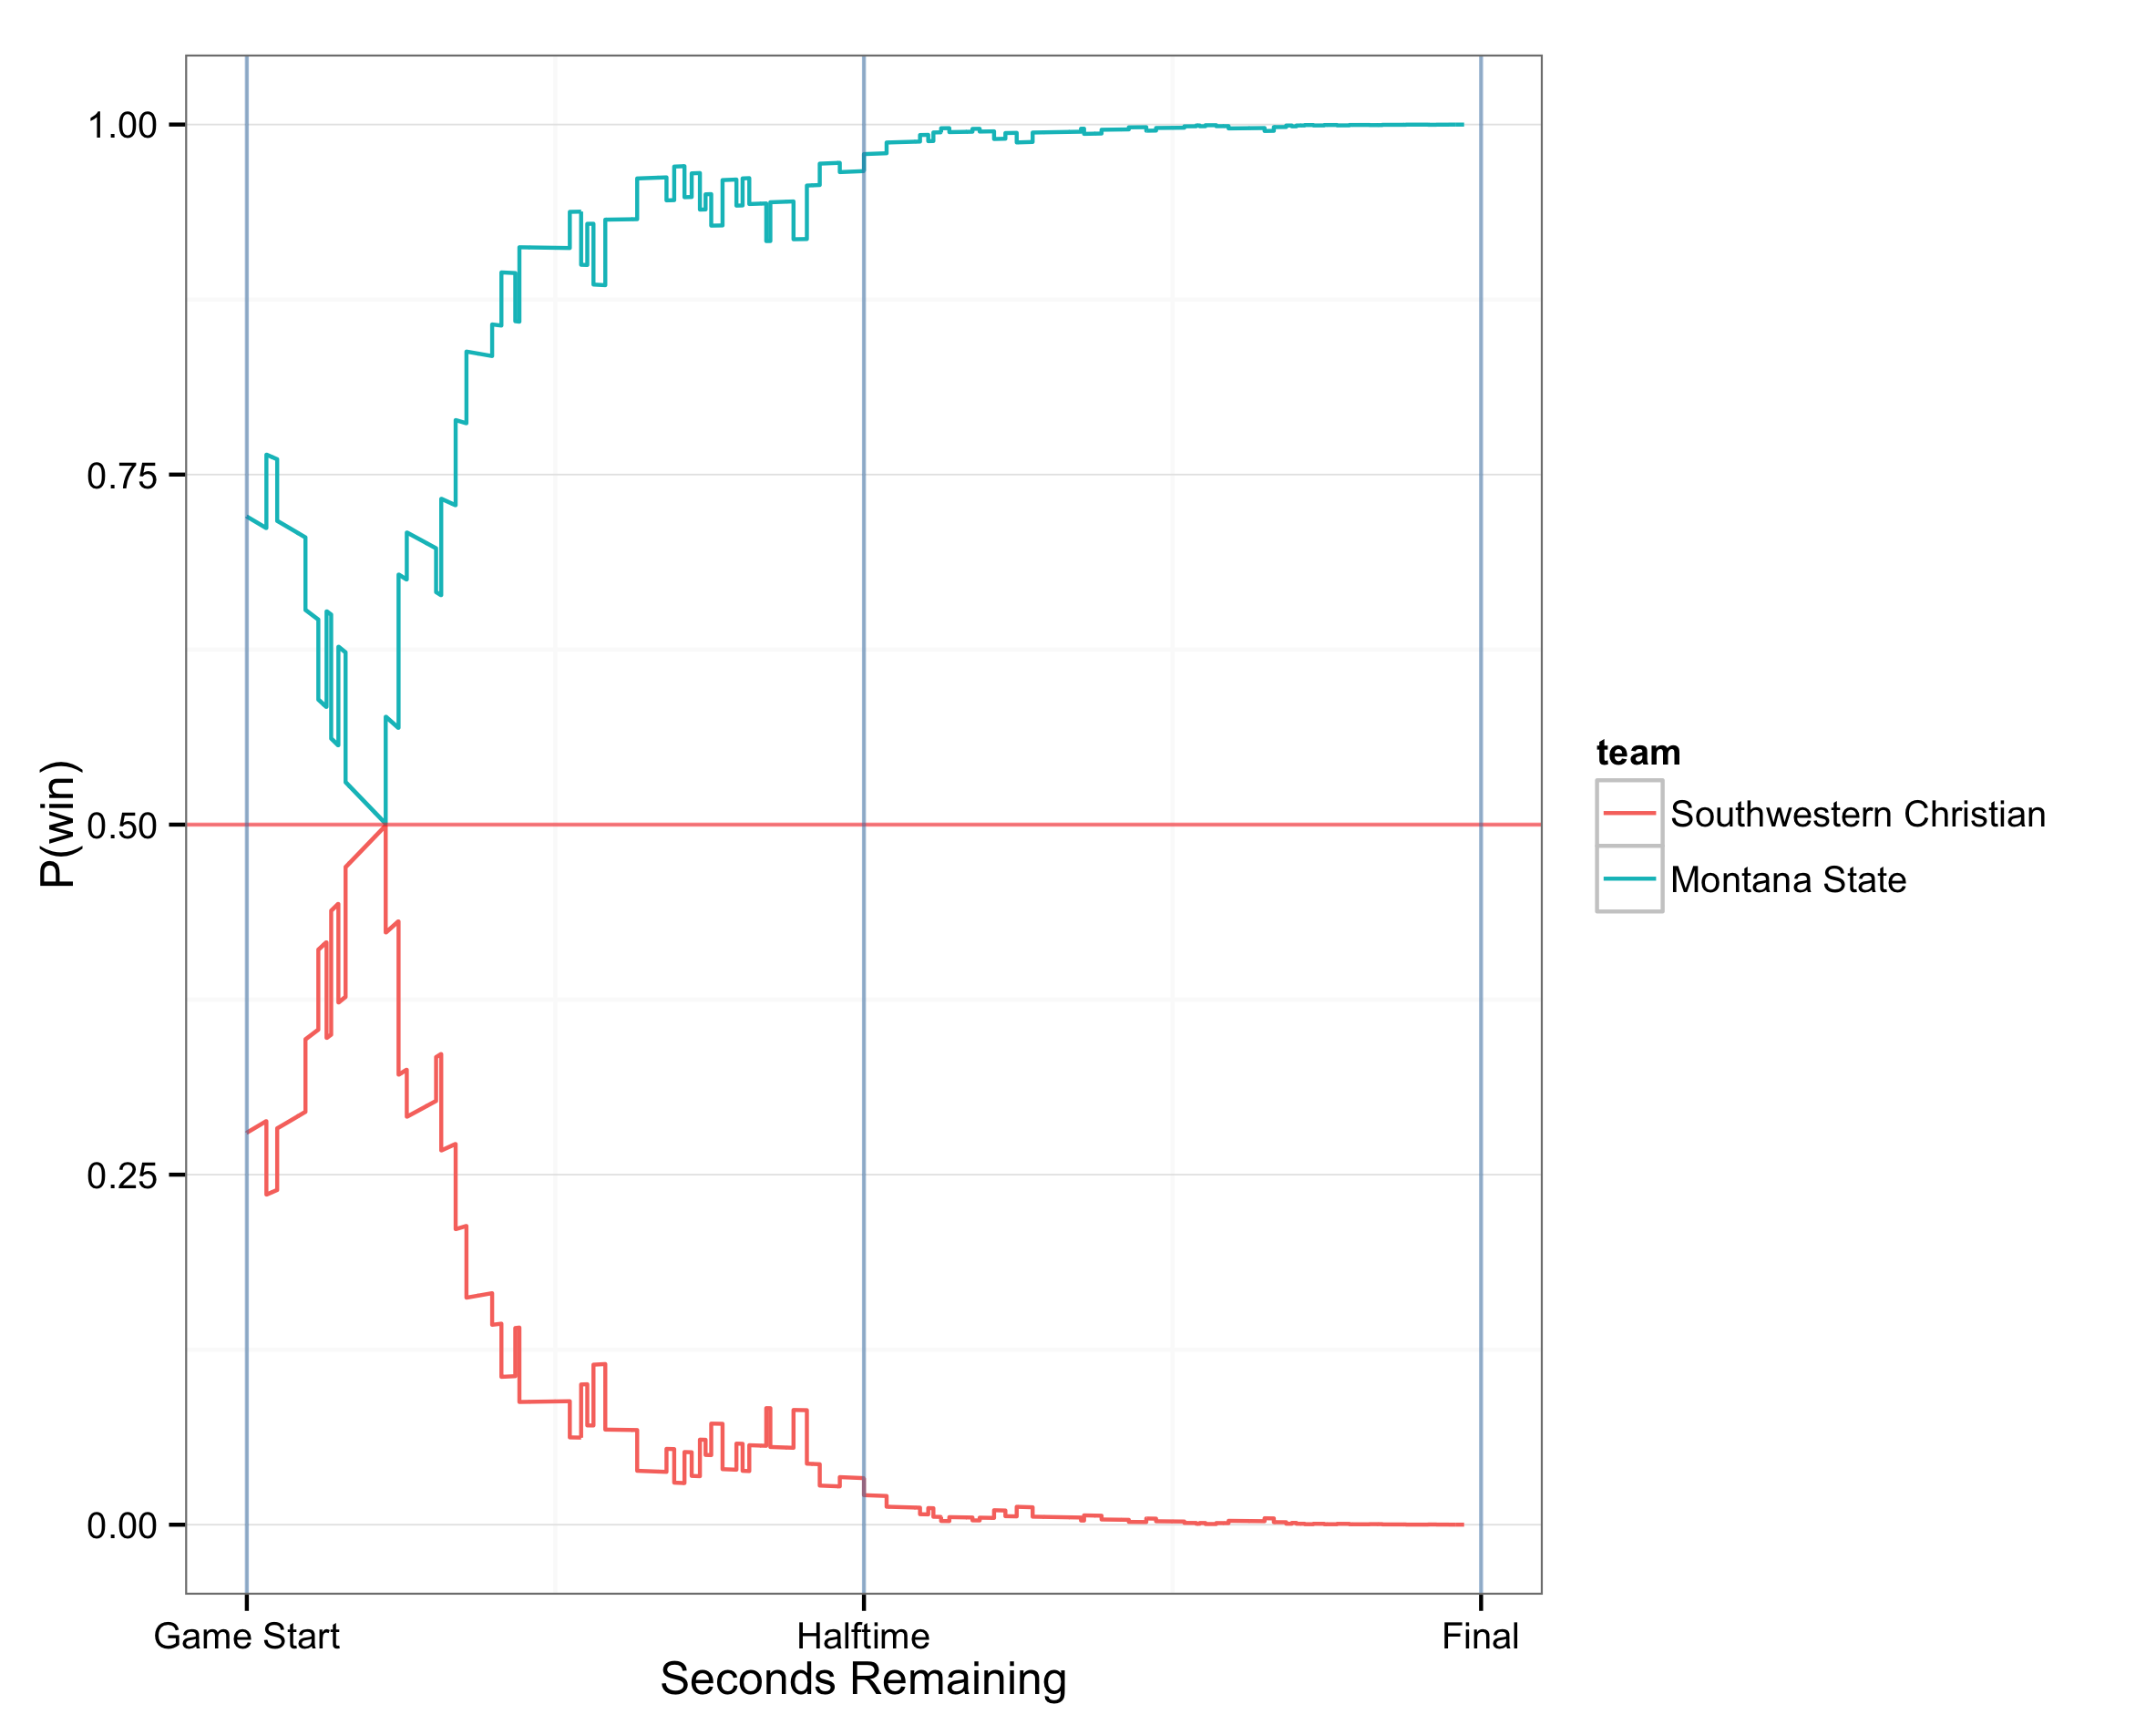 1.00
0.75
0.50
0.25
0.00
P(win)
Game Start
Halftime
Final
Seconds Remaining
team
Southwestern Christian
Montana State